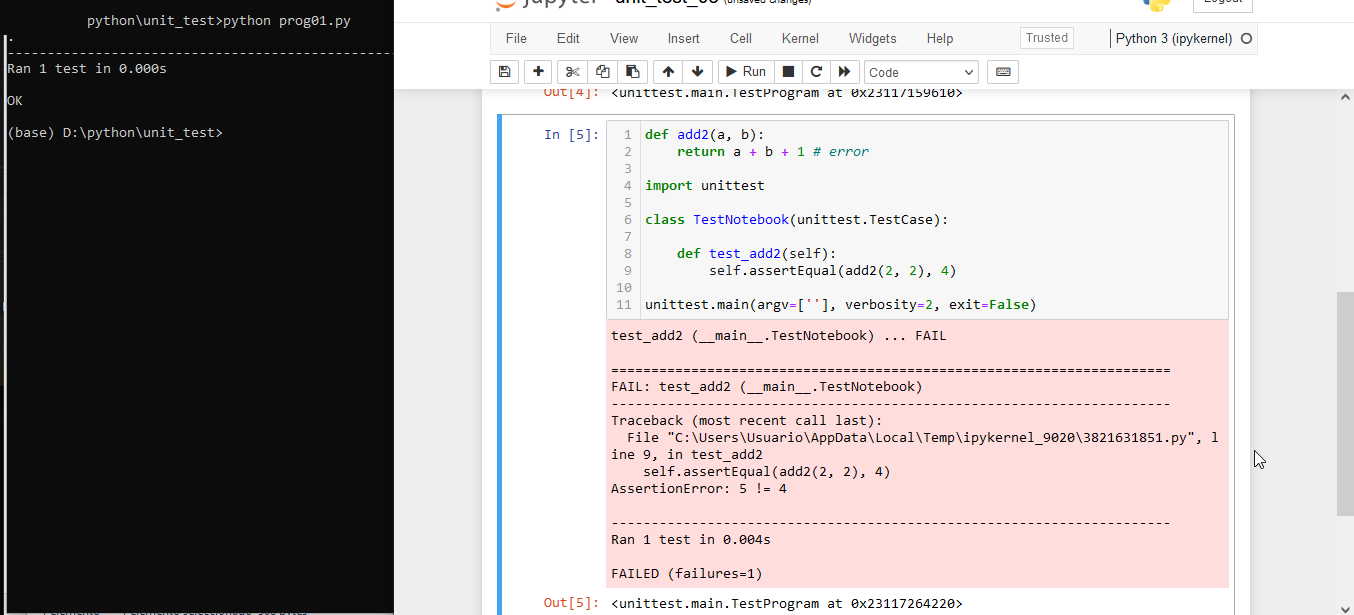 python\unit_test>python prog01.py
.
----------------------------------------------------
Ran 1 test in 0.000s
OK
(base) D:\python\unit_test>
File Edit View Insert Cell Kernel Widgets Help Trusted Python 3 (ipykernel)
Run Code
Out[4]: <unittest.main.TestProgram at 0x23117159610>
In [5]:
1 def add2(a, b):
2 return a + b + 1 # error
3
4 import unittest
5
6 class TestNotebook(unittest.TestCase):
7
8 def test_add2(self):
9 self.assertEqual(add2(2, 2), 4)
10
11 unittest.main(argv=[''], verbosity=2, exit=False)
test_add2 (__main__.TestNotebook) ... FAIL
======================================================================
FAIL: test_add2 (__main__.TestNotebook)
----------------------------------------------------------------------
Traceback (most recent call last):
File "C:\Users\Usuario\AppData\Local\Temp\ipykernel_9020\3821631851.py", l
ine 9, in test_add2
self.assertEqual(add2(2, 2), 4)
AssertionError: 5 != 4
----------------------------------------------------------------------
Ran 1 test in 0.004s
FAILED (failures=1)
Out[5]: <unittest.main.TestProgram at 0x23117264220>